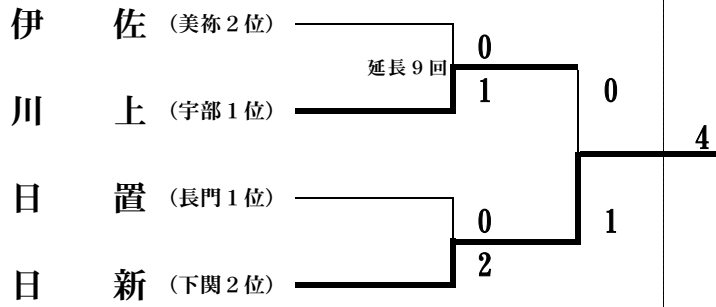 伊　佐（美祢２位）
0
延長９回
1
川　上（宇部１位）
0
4
日　置（長門１位）
0
1
2
日　新（下関２位）